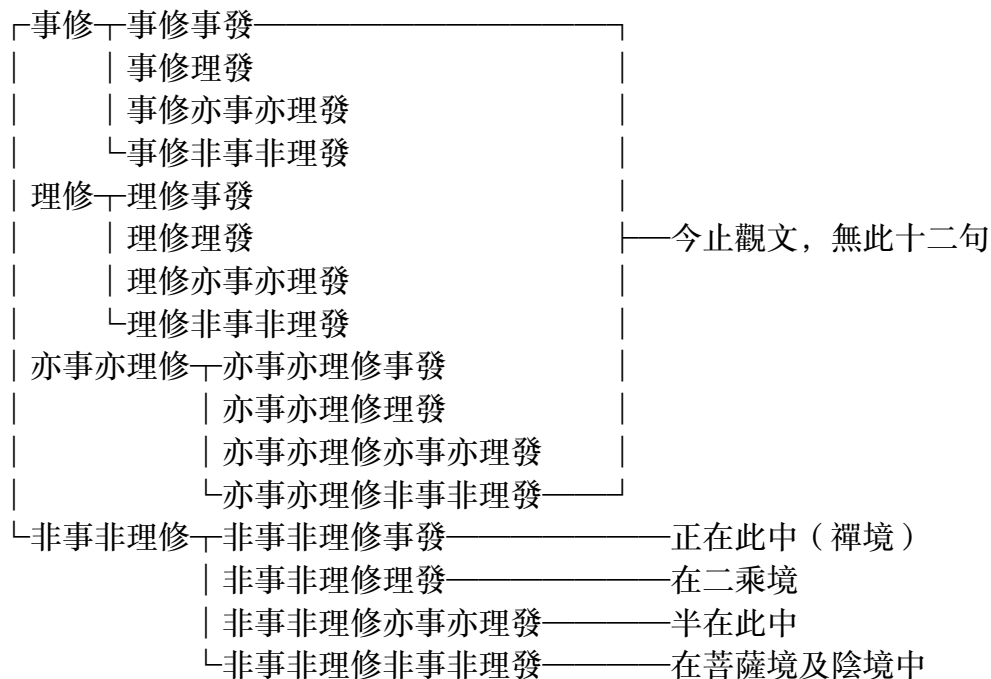 ┌事修┬事修事發───────────┐
│ │事修理發 │
│ │事修亦事亦理發 │
│ └事修非事非理發 │
│理修┬理修事發 │
│ │理修理發 ├──今止觀文，無此十二句
│ │理修亦事亦理發 │
│ └理修非事非理發 │
│亦事亦理修┬亦事亦理修事發 │
│ │亦事亦理修理發 │
│ │亦事亦理修亦事亦理發 │
│ └亦事亦理修非事非理發──┘
└非事非理修┬非事非理修事發───────正在此中（禪境）
│非事非理修理發───────在二乘境
│非事非理修亦事亦理發────半在此中
└非事非理修非事非理發────在菩薩境及陰境中